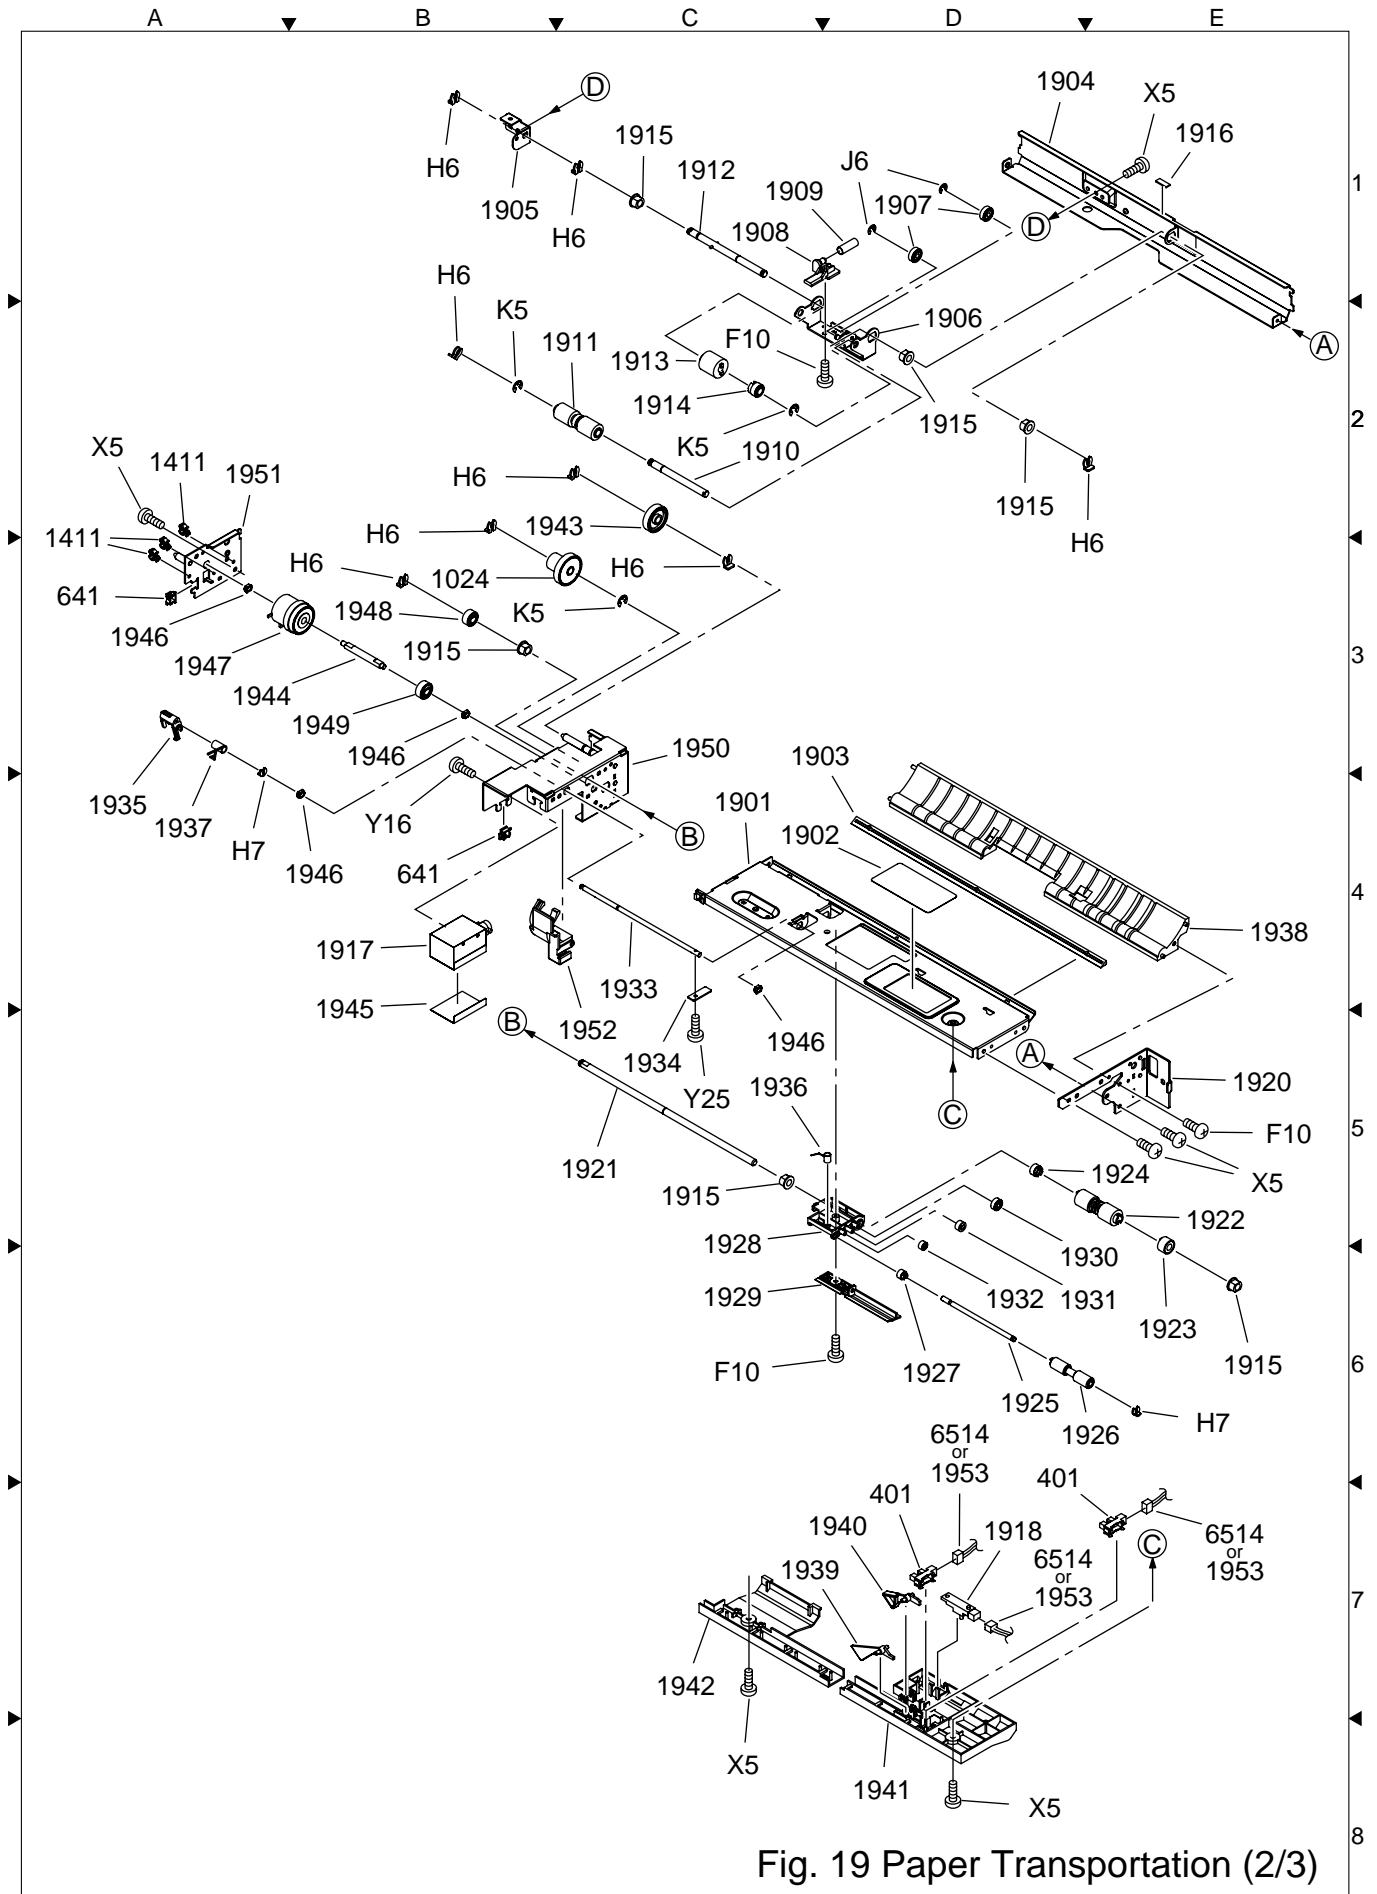 A B C D E
1904
X5
D
1916
H6
1915
J6
1912
1909
1
1907
1905
H6
1908
D
H6
K5
1906
1911
F10
A
1913
1914
1915
2
X5
K5
1411
1951
1910
H6
1915
1943
H6
1411
H6
H6
1024
H6
641
1948
K5
1946
1915
1947
3
1944
1949
1946
1950
1903
1935
1901
1937
Y16
B
1902
H7
1946
641
4
1917
1938
1933
1945
B
1952
1946
1934
A
1936
1920
Y25
C
F10
5
1921
1924
1915
X5
1922
1928
1930
1929
1932
1931
1923
1927
F10
1915
6
1925
H7
1926
6514
or
1953
401
401
1940
1918
6514
or
1953
C
6514
or
1953
1939
7
1942
X5
1941
X5
8
Fig. 19 Paper Transportation (2/3)